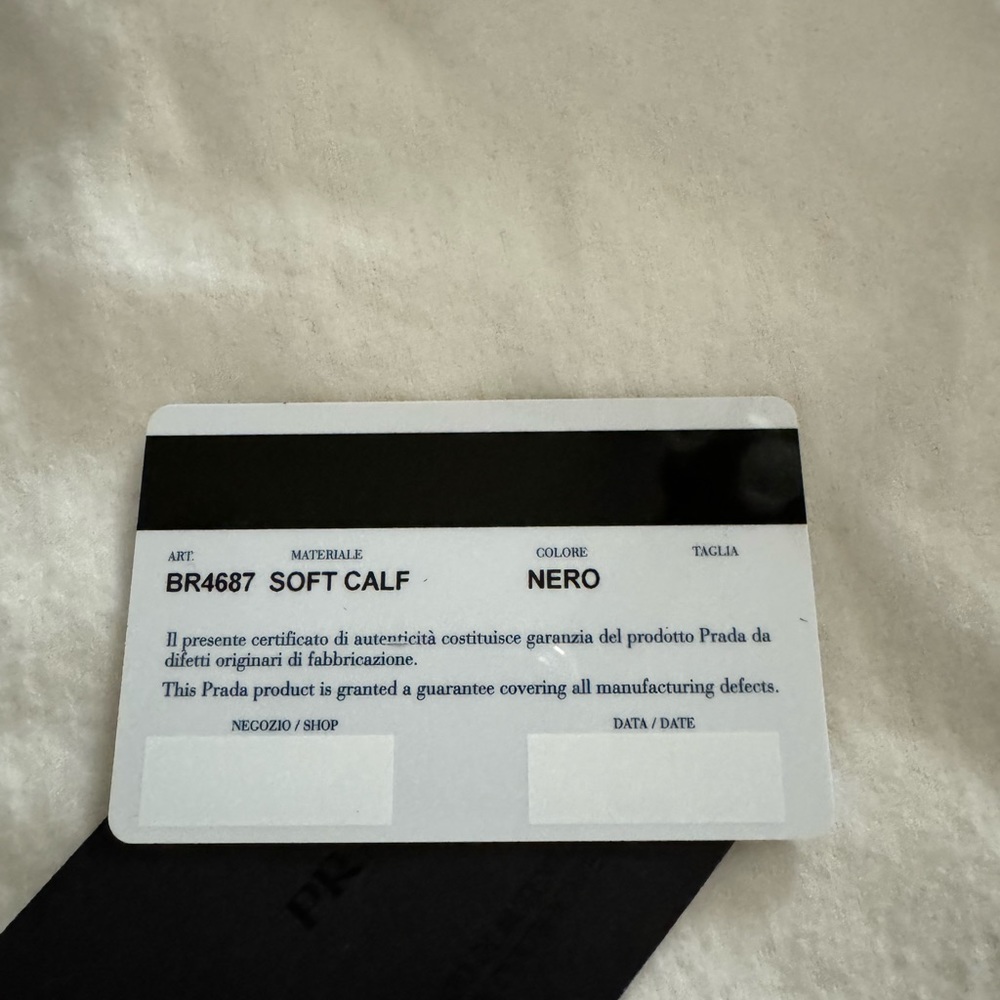 ART. MATERIALE COLORE TAGLIA
BR4687 SOFT CALF NERO
Il presente certificato di autenticità costituisce garanzia del prodotto Prada da
difetti originari di fabbricazione.
This Prada product is granted a guarantee covering all manufacturing defects.
NEGOZIO / SHOP DATA / DATE
PR